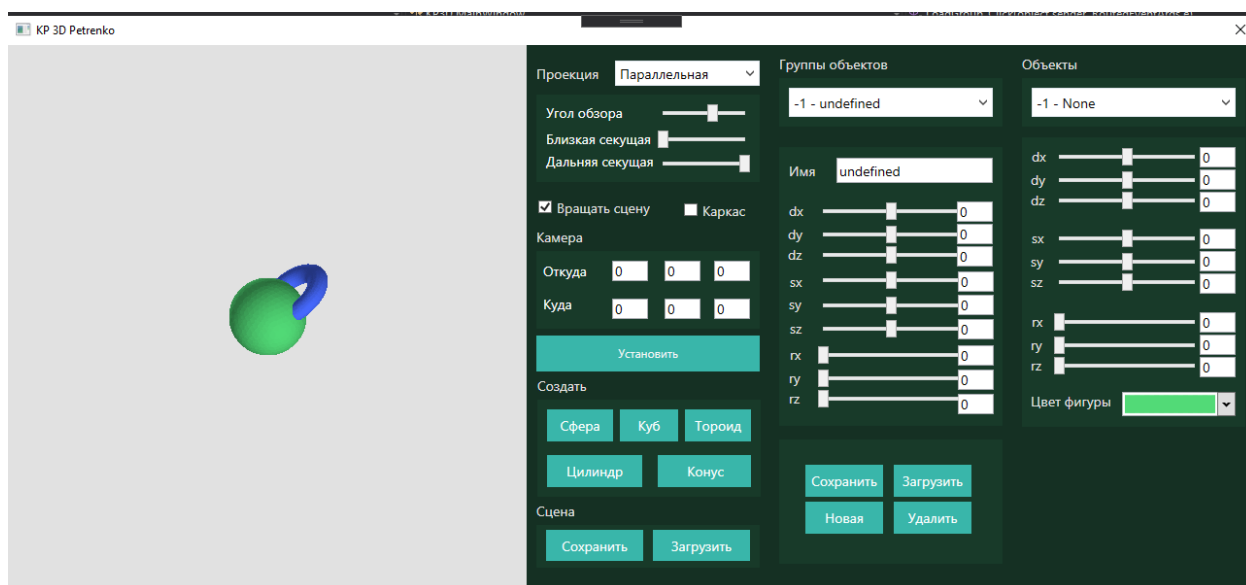 KP 3D Petrenko
Проекция
Параллельная
Угол обзора
Близкая секущая
Дальняя секущая
Вращать сцену
Каркас
Камера
Откуда
0
0
0
Куда
0
0
0
Установить
Создать
Сфера
Куб
Тороид
Цилиндр
Конус
Сцена
Сохранить
Загрузить
Группы объектов
-1 - undefined
Имя
undefined
dx
0
dy
0
dz
0
sx
0
sy
0
sz
0
rx
0
ry
0
rz
0
Сохранить
Загрузить
Новая
Удалить
Объекты
-1 - None
dx
0
dy
0
dz
0
sx
0
sy
0
sz
0
rx
0
ry
0
rz
0
Цвет фигуры